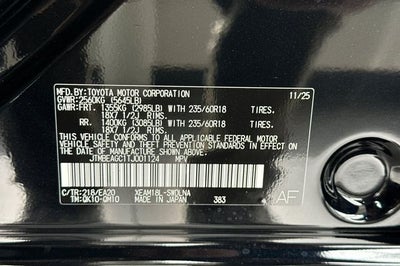 MFD. BY: TOYOTA MOTOR CORPORATION 11/25
GVWR: 2560KG (5645LB)
GAWR: FRT. 1355KG (2985LB) WITH 235/60R18 TIRES.
18X7 1/2J RIMS.
RR. 1400KG (3085LB) WITH 235/60R18 TIRES,
18X7 1/2J RIMS.
THIS VEHICLE CONFORMS TO ALL APPLICABLE FEDERAL MOTOR
VEHICLE SAFETY AND THEFT PREVENTION STANDARDS
IN EFFECT ON THE DATE OF MANUFACTURE SHOWN ABOVE.
MPV
C/TR: 218/EA20 XEAM18L-SWDLNA
TM: QK10-GM10 MADE IN JAPAN 383 AF